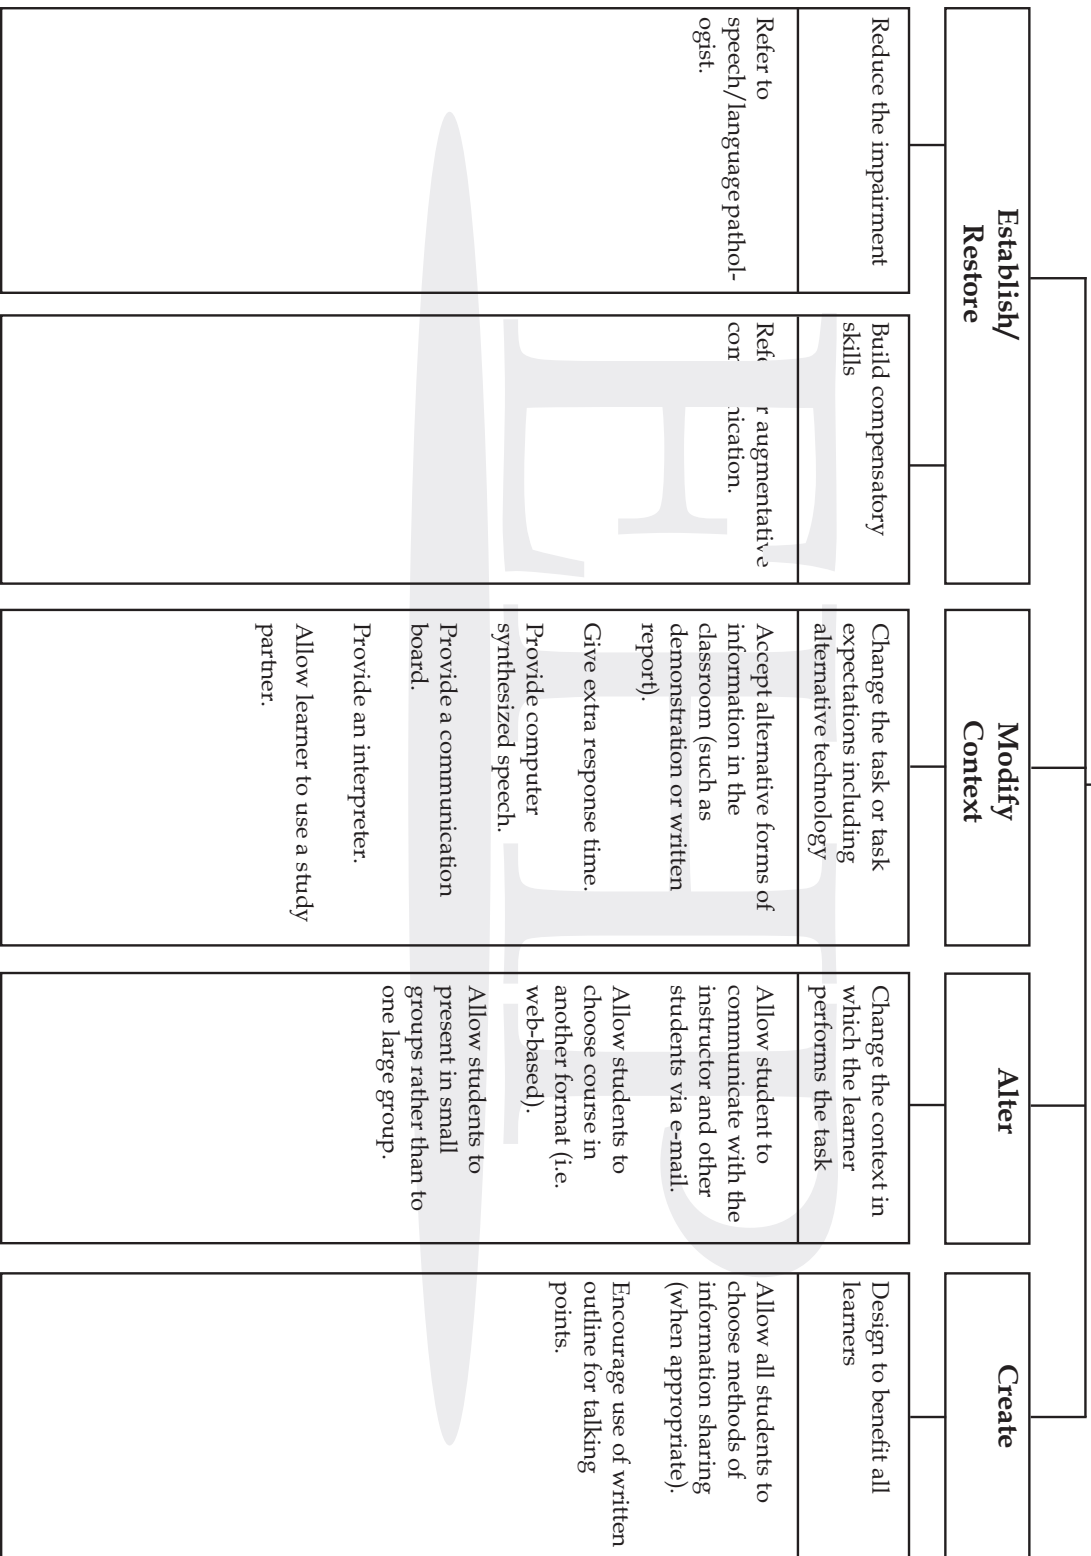 Establish/
Restore
Reduce the impairment
Refer to
speech/language pathol-
ogist.
Build compensatory
skills
augmentative
Modify
Context
Change the task or task
expectations including
alternative technology
Accept alternative forms of
information in the
classroom (such as
demonstration or written
report).
Give extra response time.
Provide computer
synthesized speech.
Provide a communication
board.
Provide an interpreter.
Allow learner to use a study
partner.
Alter
Change the context in
which the learner
performs the task
Allow student to
communicate with the
instructor and other
students via e-mail.
Allow students to
choose course in
another format (i.e.
web-based).
Allow students to
present in small
groups rather than to
one large group.
Create
Design to benefit all
learners
Allow all students to
choose methods of
information sharing
(when appropriate).
Encourage use of written
outline for talking
points.